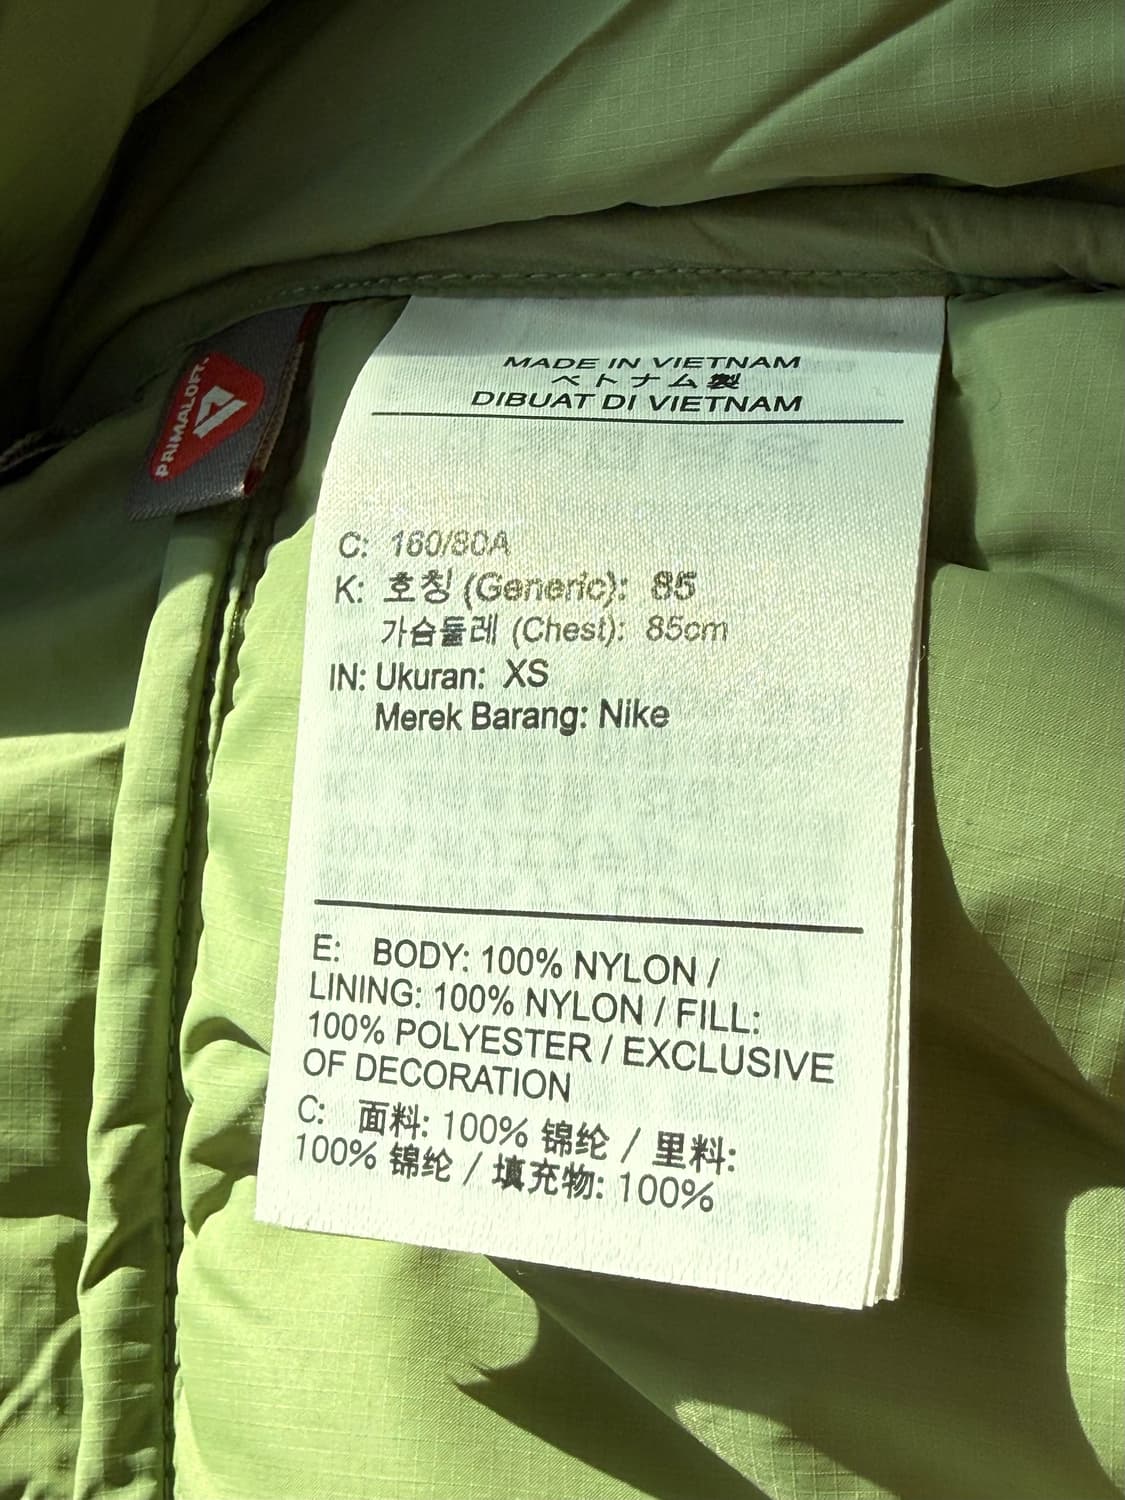 PRIMALOFT.
MADE IN VIETNAM
ベトナム製
DIBUAT DI VIETNAM
C: 160/80A
K: 호칭 (Generic): 85
가슴둘레 (Chest): 85cm
IN: Ukuran: XS
Merek Barang: Nike
E: BODY: 100% NYLON /
LINING: 100% NYLON / FILL:
100% POLYESTER / EXCLUSIVE
OF DECORATION
C: 面料: 100% 锦纶 / 里料:
100% 锦纶 / 填充物: 100%